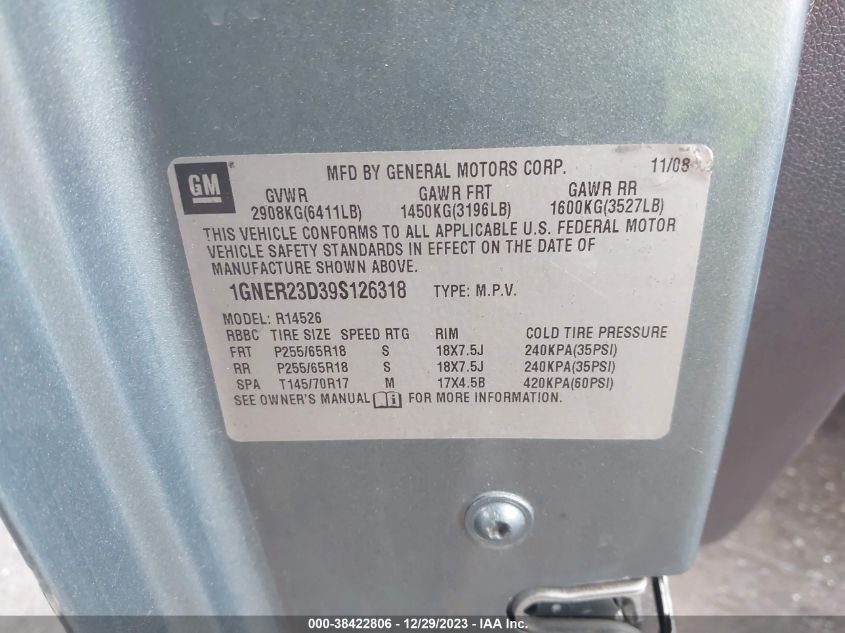 GM
MFD BY GENERAL MOTORS CORP. 11/08
GVWR GAWR FRT GAWR RR
2908KG(6411LB) 1450KG(3196LB) 1600KG(3527LB)
THIS VEHICLE CONFORMS TO ALL APPLICABLE U.S. FEDERAL MOTOR
VEHICLE SAFETY STANDARDS IN EFFECT ON THE DATE OF
MANUFACTURE SHOWN ABOVE.
1GNER23D39S126318 TYPE: M.P.V.
MODEL: R14526
RBBC TIRE SIZE SPEED RTG RIM COLD TIRE PRESSURE
FRT P255/65R18 S 18X7.5J 240KPA(35PSI)
RR P255/65R18 S 18X7.5J 240KPA(35PSI)
SPA T145/70R17 M 17X4.5B 420KPA(60PSI)
SEE OWNER'S MANUAL FOR MORE INFORMATION.
000-38422806 - 12/29/2023 - IAA Inc.